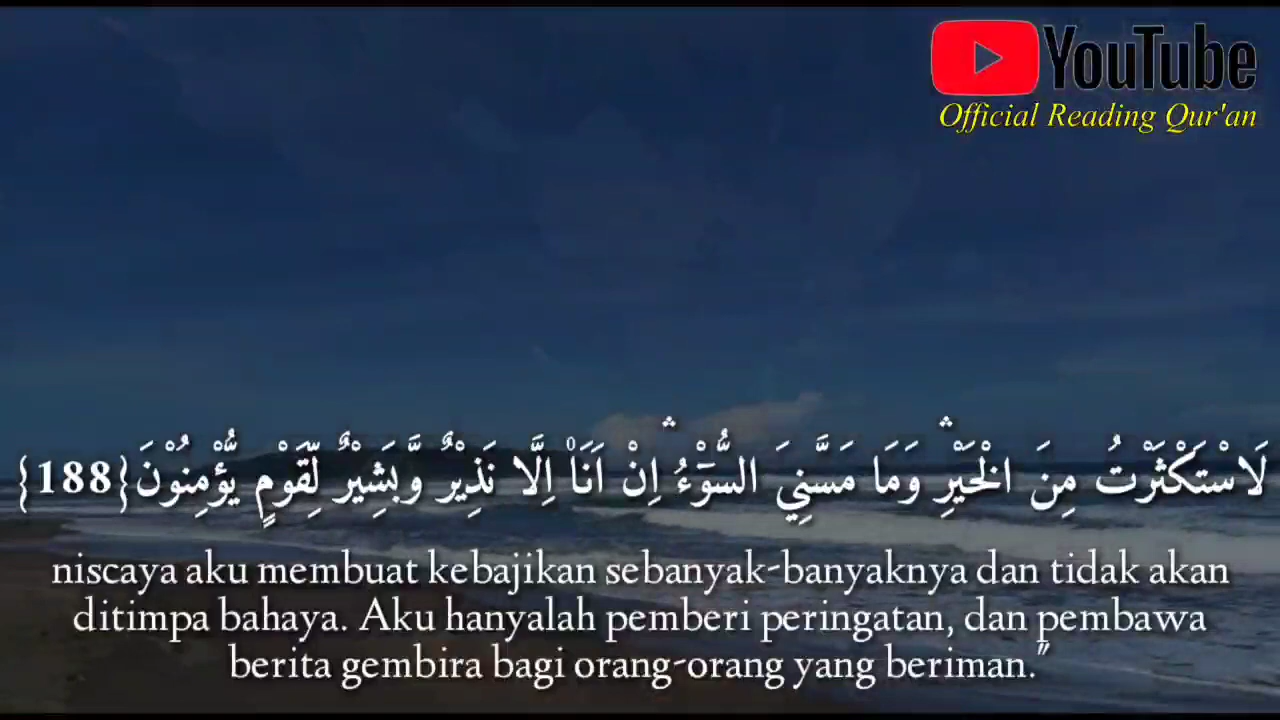 YouTube
Official Reading Qur'an
لَاسْتَكْثَرْتُ مِنَ الْخَيْرِۛ وَمَا مَسَّنِيَ السُّوْۤءُۛ اِنْ اَنَا۠ اِلَّا نَذِيْرٌ وَّبَشِيْرٌ لِّقَوْمٍ يُّؤْمِنُوْنَ{188}
niscaya aku membuat kebajikan sebanyak-banyaknya dan tidak akan
ditimpa bahaya. Aku hanyalah pemberi peringatan, dan pembawa
berita gembira bagi orang-orang yang beriman."